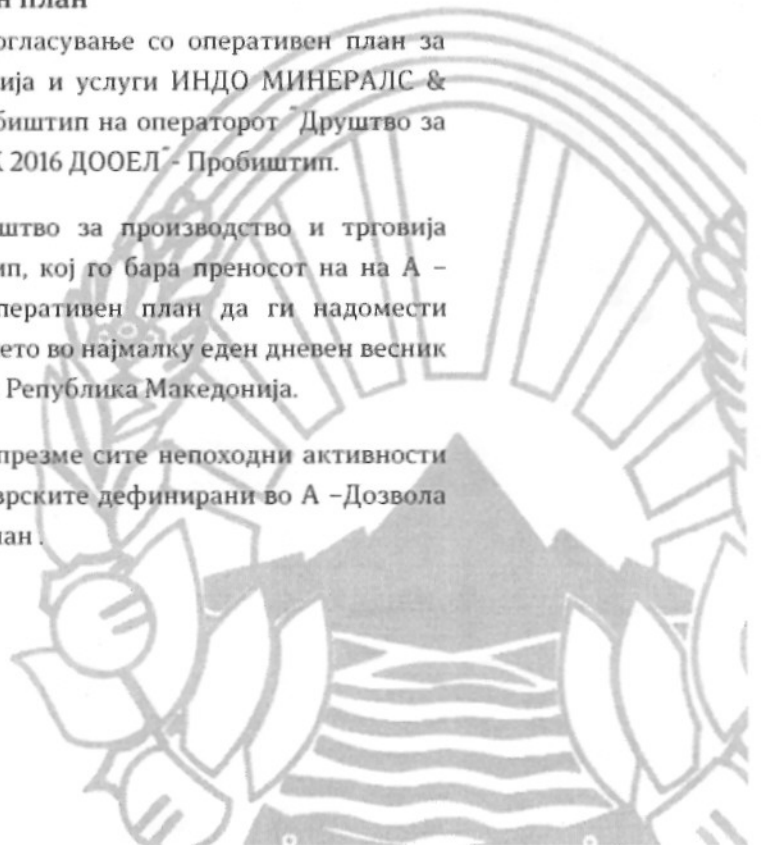 н план
огласување со оперативен план за
ија и услуги ИНДО МИНЕРАЛС &
биштип на операторот ˝Друштво за
К 2016 ДООЕЛ˝- Пробиштип.
штво за производство и трговија
ип, кој го бара преносот на на А –
перативен план да ги надомести
ето во најмалку еден дневен весник
Република Македонија.
презме сите непоходни активности
врските дефинирани во А –Дозвола
ан .